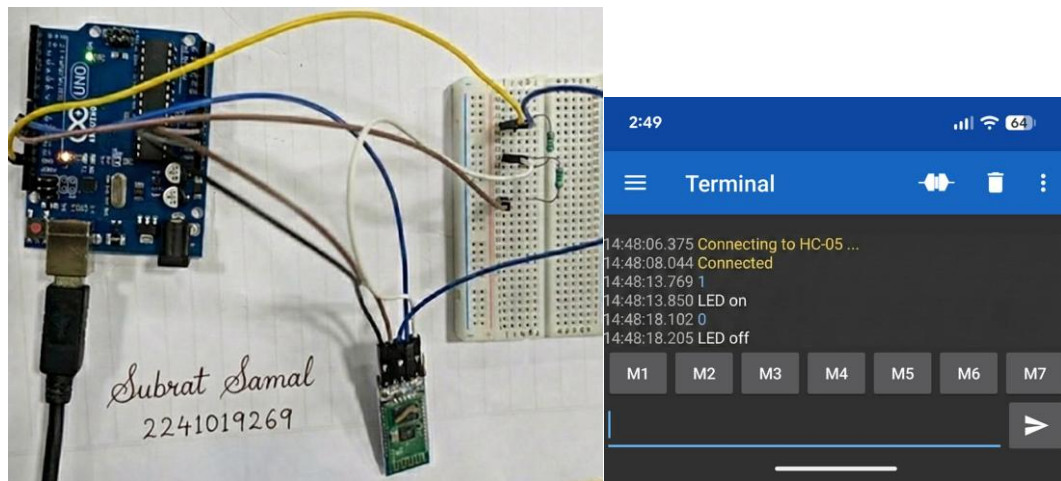 UNO
ARDUINO
Subrat Samal
2241019269
2:49
64
Terminal
14:48:06.375 Connecting to HC-05 ...
14:48:08.044 Connected
14:48:13.769 1
14:48:13.850 LED on
14:48:18.102 0
14:48:18.205 LED off
M1 M2 M3 M4 M5 M6 M7